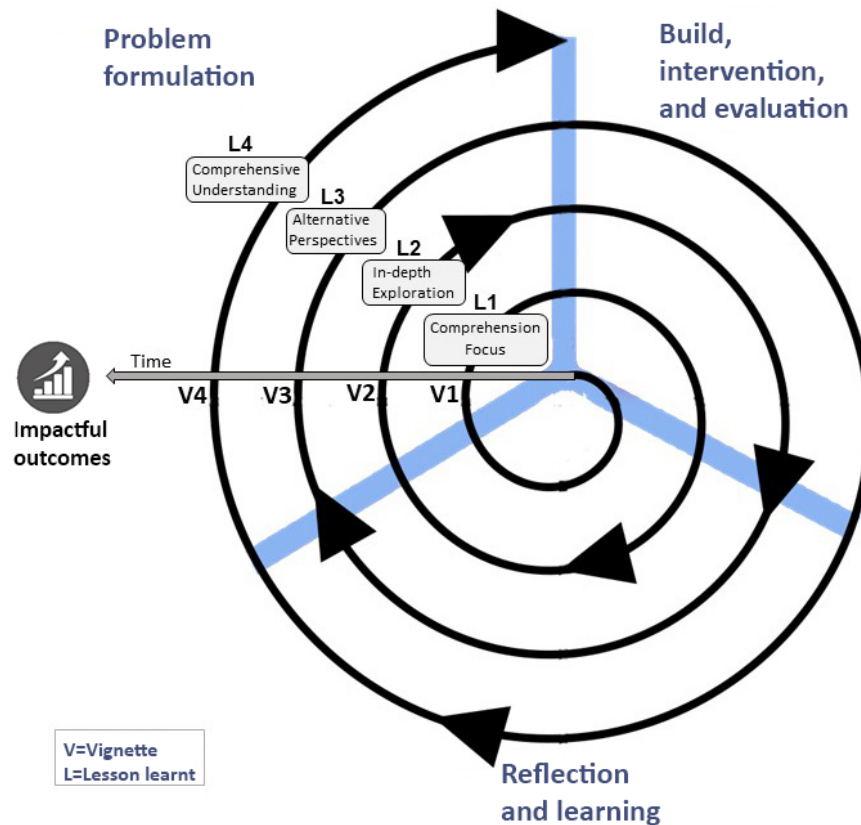 Problem
formulation
Build,
intervention,
and evaluation
L4
Comprehensive
Understanding
L3
Alternative
Perspectives
L2
In-depth
Exploration
L1
Comprehension
Focus
Time
V4
V3
V2
V1
Impactful
outcomes
V=Vignette
L=Lesson learnt
Reflection
and learning